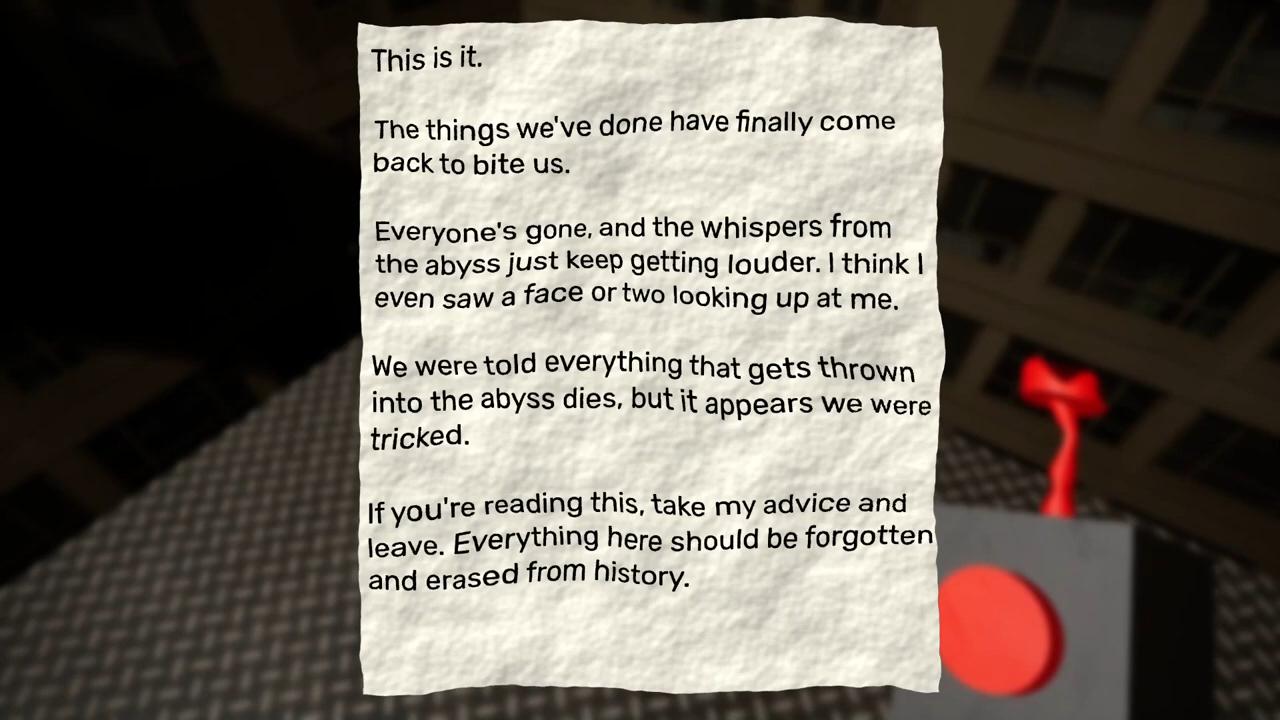 This is it.
The things we've done have finally come
back to bite us.
Everyone's gone, and the whispers from
the abyss just keep getting louder. I think I
even saw a face or two looking up at me.
We were told everything that gets thrown
into the abyss dies, but it appears we were
tricked.
If you're reading this, take my advice and
leave. Everything here should be forgotten
and erased from history.